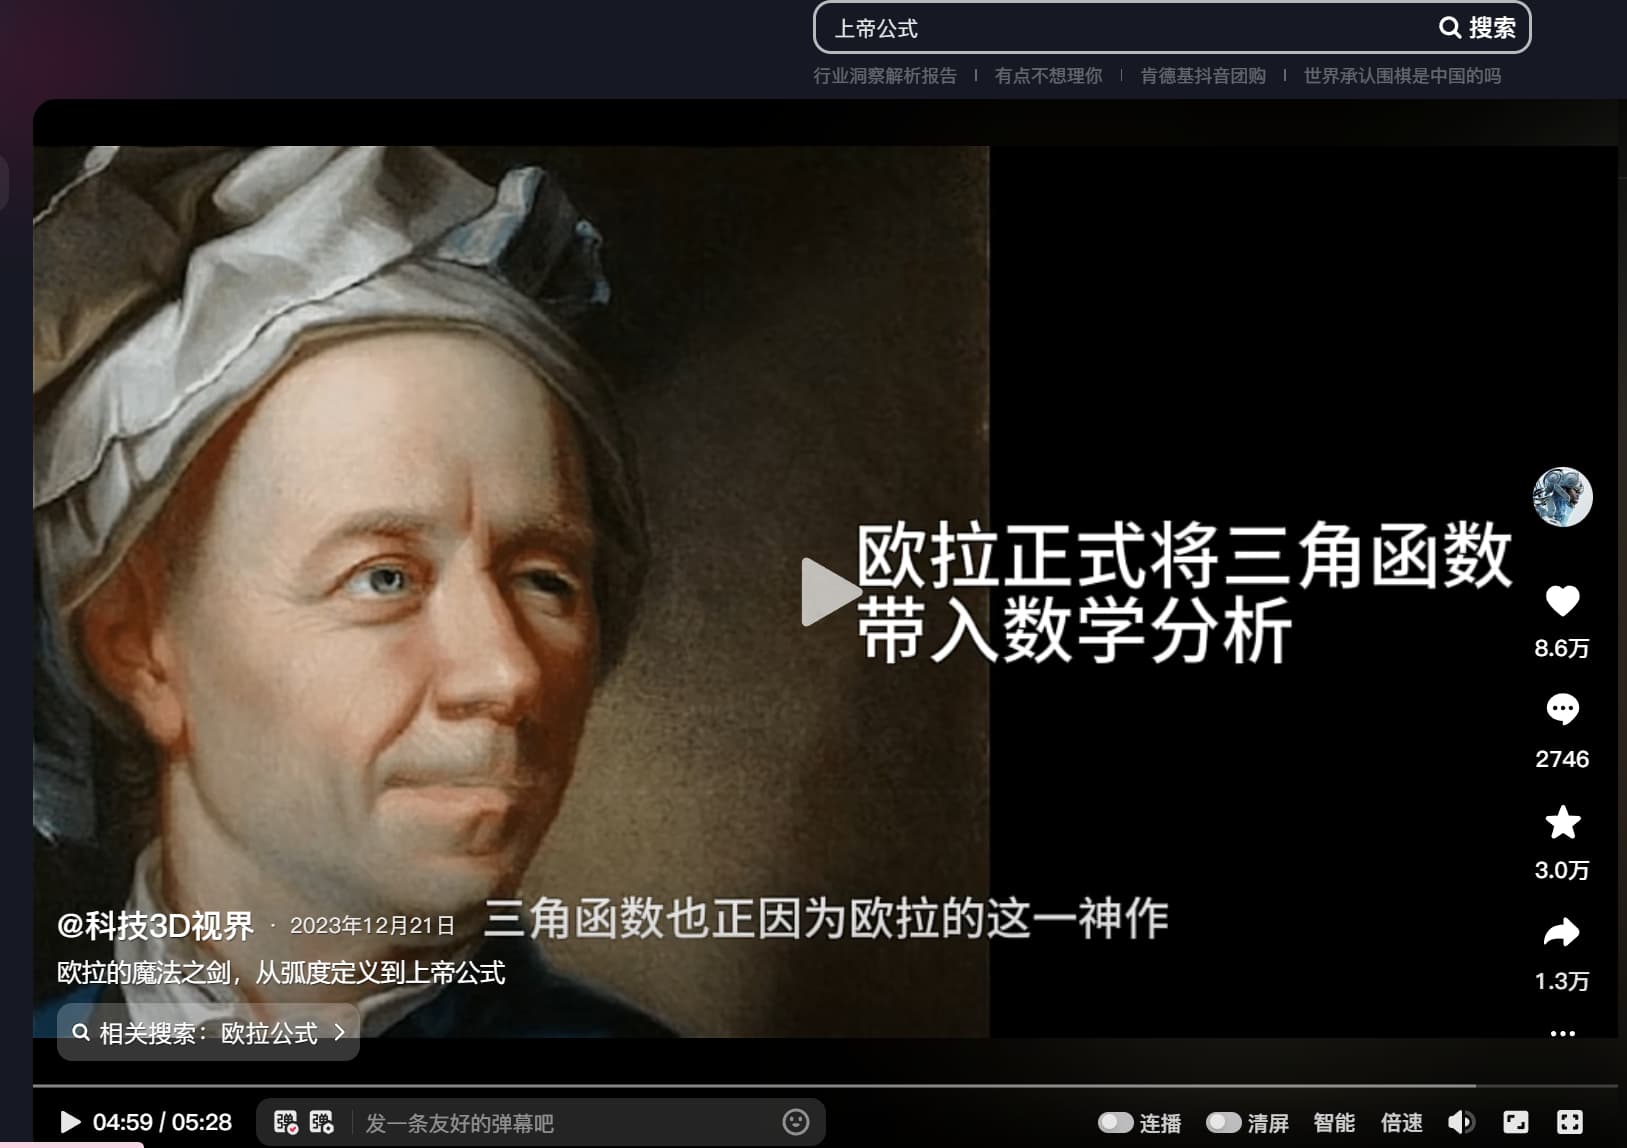 上帝公式
搜索
行业洞察解析报告 | 有点不想理你 | 肯德基抖音团购 | 世界承认围棋是中国的吗
欧拉正式将三角函数
带入数学分析
8.6万
2746
3.0万
1.3万
三角函数也正因为欧拉的这一神作
@科技3D视界 · 2023年12月21日
欧拉的魔法之剑，从弧度定义到上帝公式
相关搜索：欧拉公式
04:59 / 05:28
弹 弹 发一条友好的弹幕吧
连播 清屏 智能 倍速